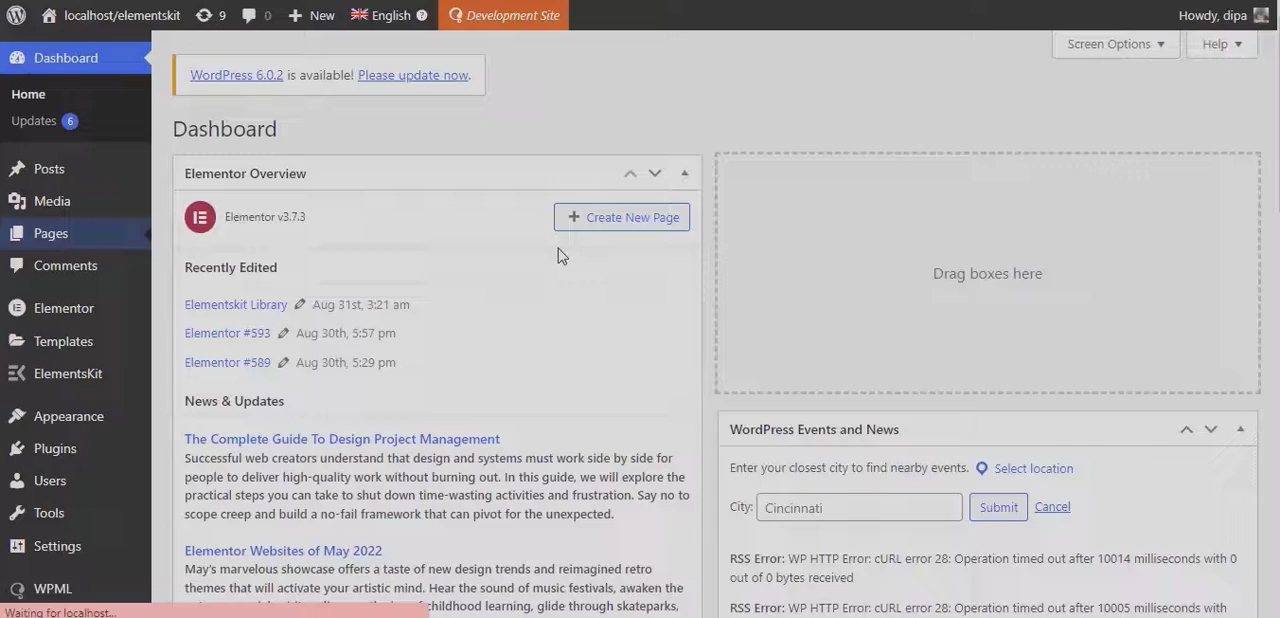 localhost/elementskit 9 0 New English Development Site Howdy, dipa
Dashboard
Home
Updates 6
Posts
Media
Pages
Comments
Elementor
Templates
ElementsKit
Appearance
Plugins
Users
Tools
Settings
WPML
Waiting for localhost...
Screen Options Help
WordPress 6.0.2 is available! Please update now.
Dashboard
Elementor Overview
Elementor v3.7.3
Create New Page
Recently Edited
Elementskit Library Aug 31st, 3:21 am
Elementor #593 Aug 30th, 5:57 pm
Elementor #589 Aug 30th, 5:29 pm
News & Updates
The Complete Guide To Design Project Management
Successful web creators understand that design and systems must work side by side for
people to deliver high-quality work without burning out. In this guide, we will explore the
practical steps you can take to shut down time-wasting activities and frustration. Say no to
scope creep and build a no-fail framework that can pivot for the unexpected.
Elementor Websites of May 2022
May's marvelous showcase offers a taste of new design trends and reimagined retro
themes that will activate your artistic mind. Hear the sound of music festivals, awaken the
childhood learning, glide through skateparks,
Drag boxes here
WordPress Events and News
Enter your closest city to find nearby events. Select location
City: Cincinnati Submit Cancel
RSS Error: WP HTTP Error: cURL error 28: Operation timed out after 10014 milliseconds with 0
out of 0 bytes received
RSS Error: WP HTTP Error: cURL error 28: Operation timed out after 10005 milliseconds with